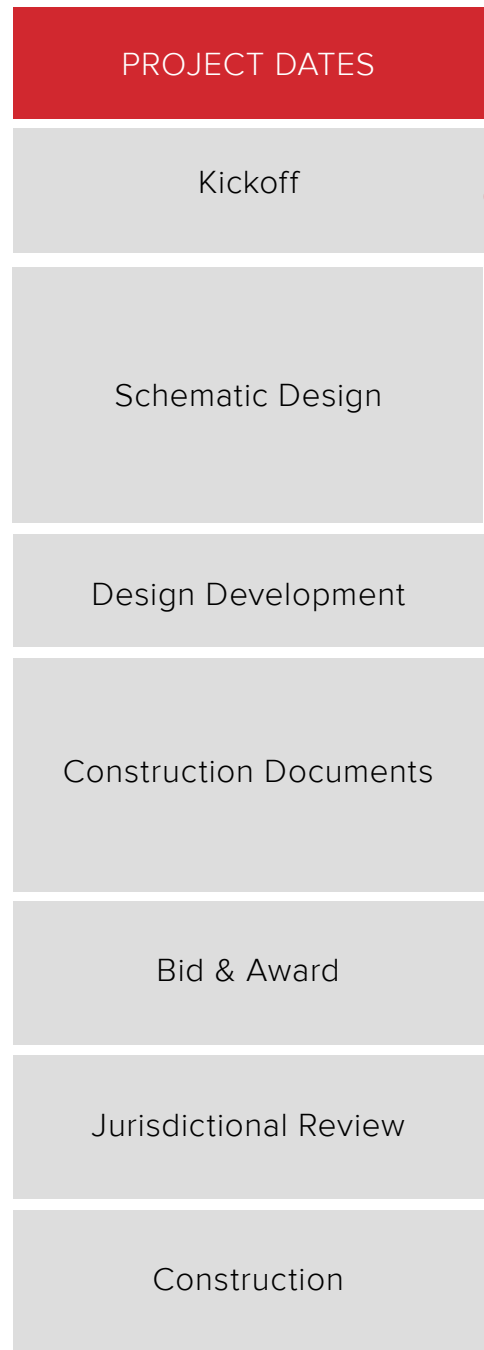 PROJECT DATES
Kickoff
Schematic Design
Design Development
Construction Documents
Bid & Award
Jurisdictional Review
Construction